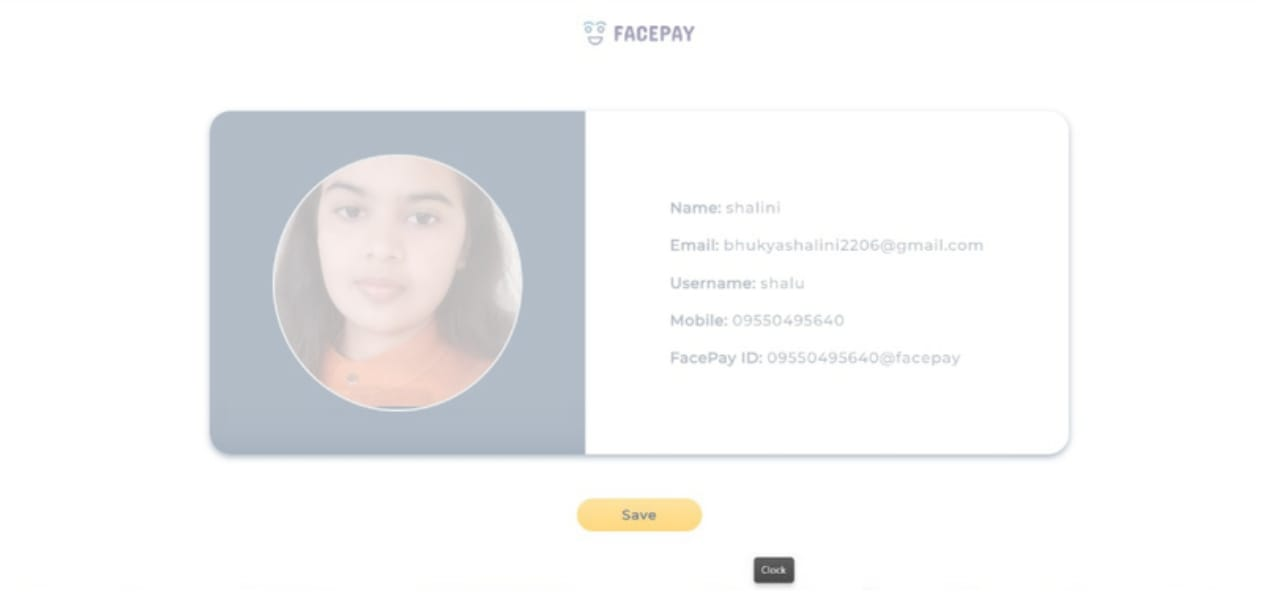 FACEPAY
Name: shalini
Email: bhukyashalini2206@gmail.com
Username: shalu
Mobile: 09550495640
FacePay ID: 09550495640@facepay
Save
Clock